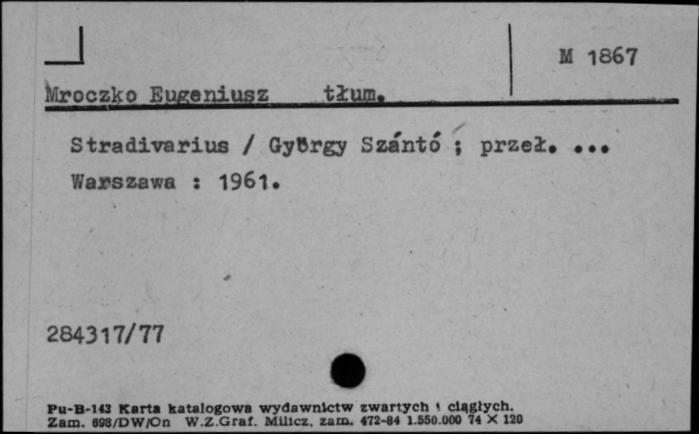 M 1867
Mroczko Eugeniusz tłum.
Stradivarius / György Szántó ; przeł. ...
Warszawa : 1961.
284317/77
Pu-B-143 Karta katalogowa wydawnictw zwartych i ciągłych.
Zam. 698/DW/On W.Z.Graf. Milicz, zam. 472-84 1.550.000 74 X 120